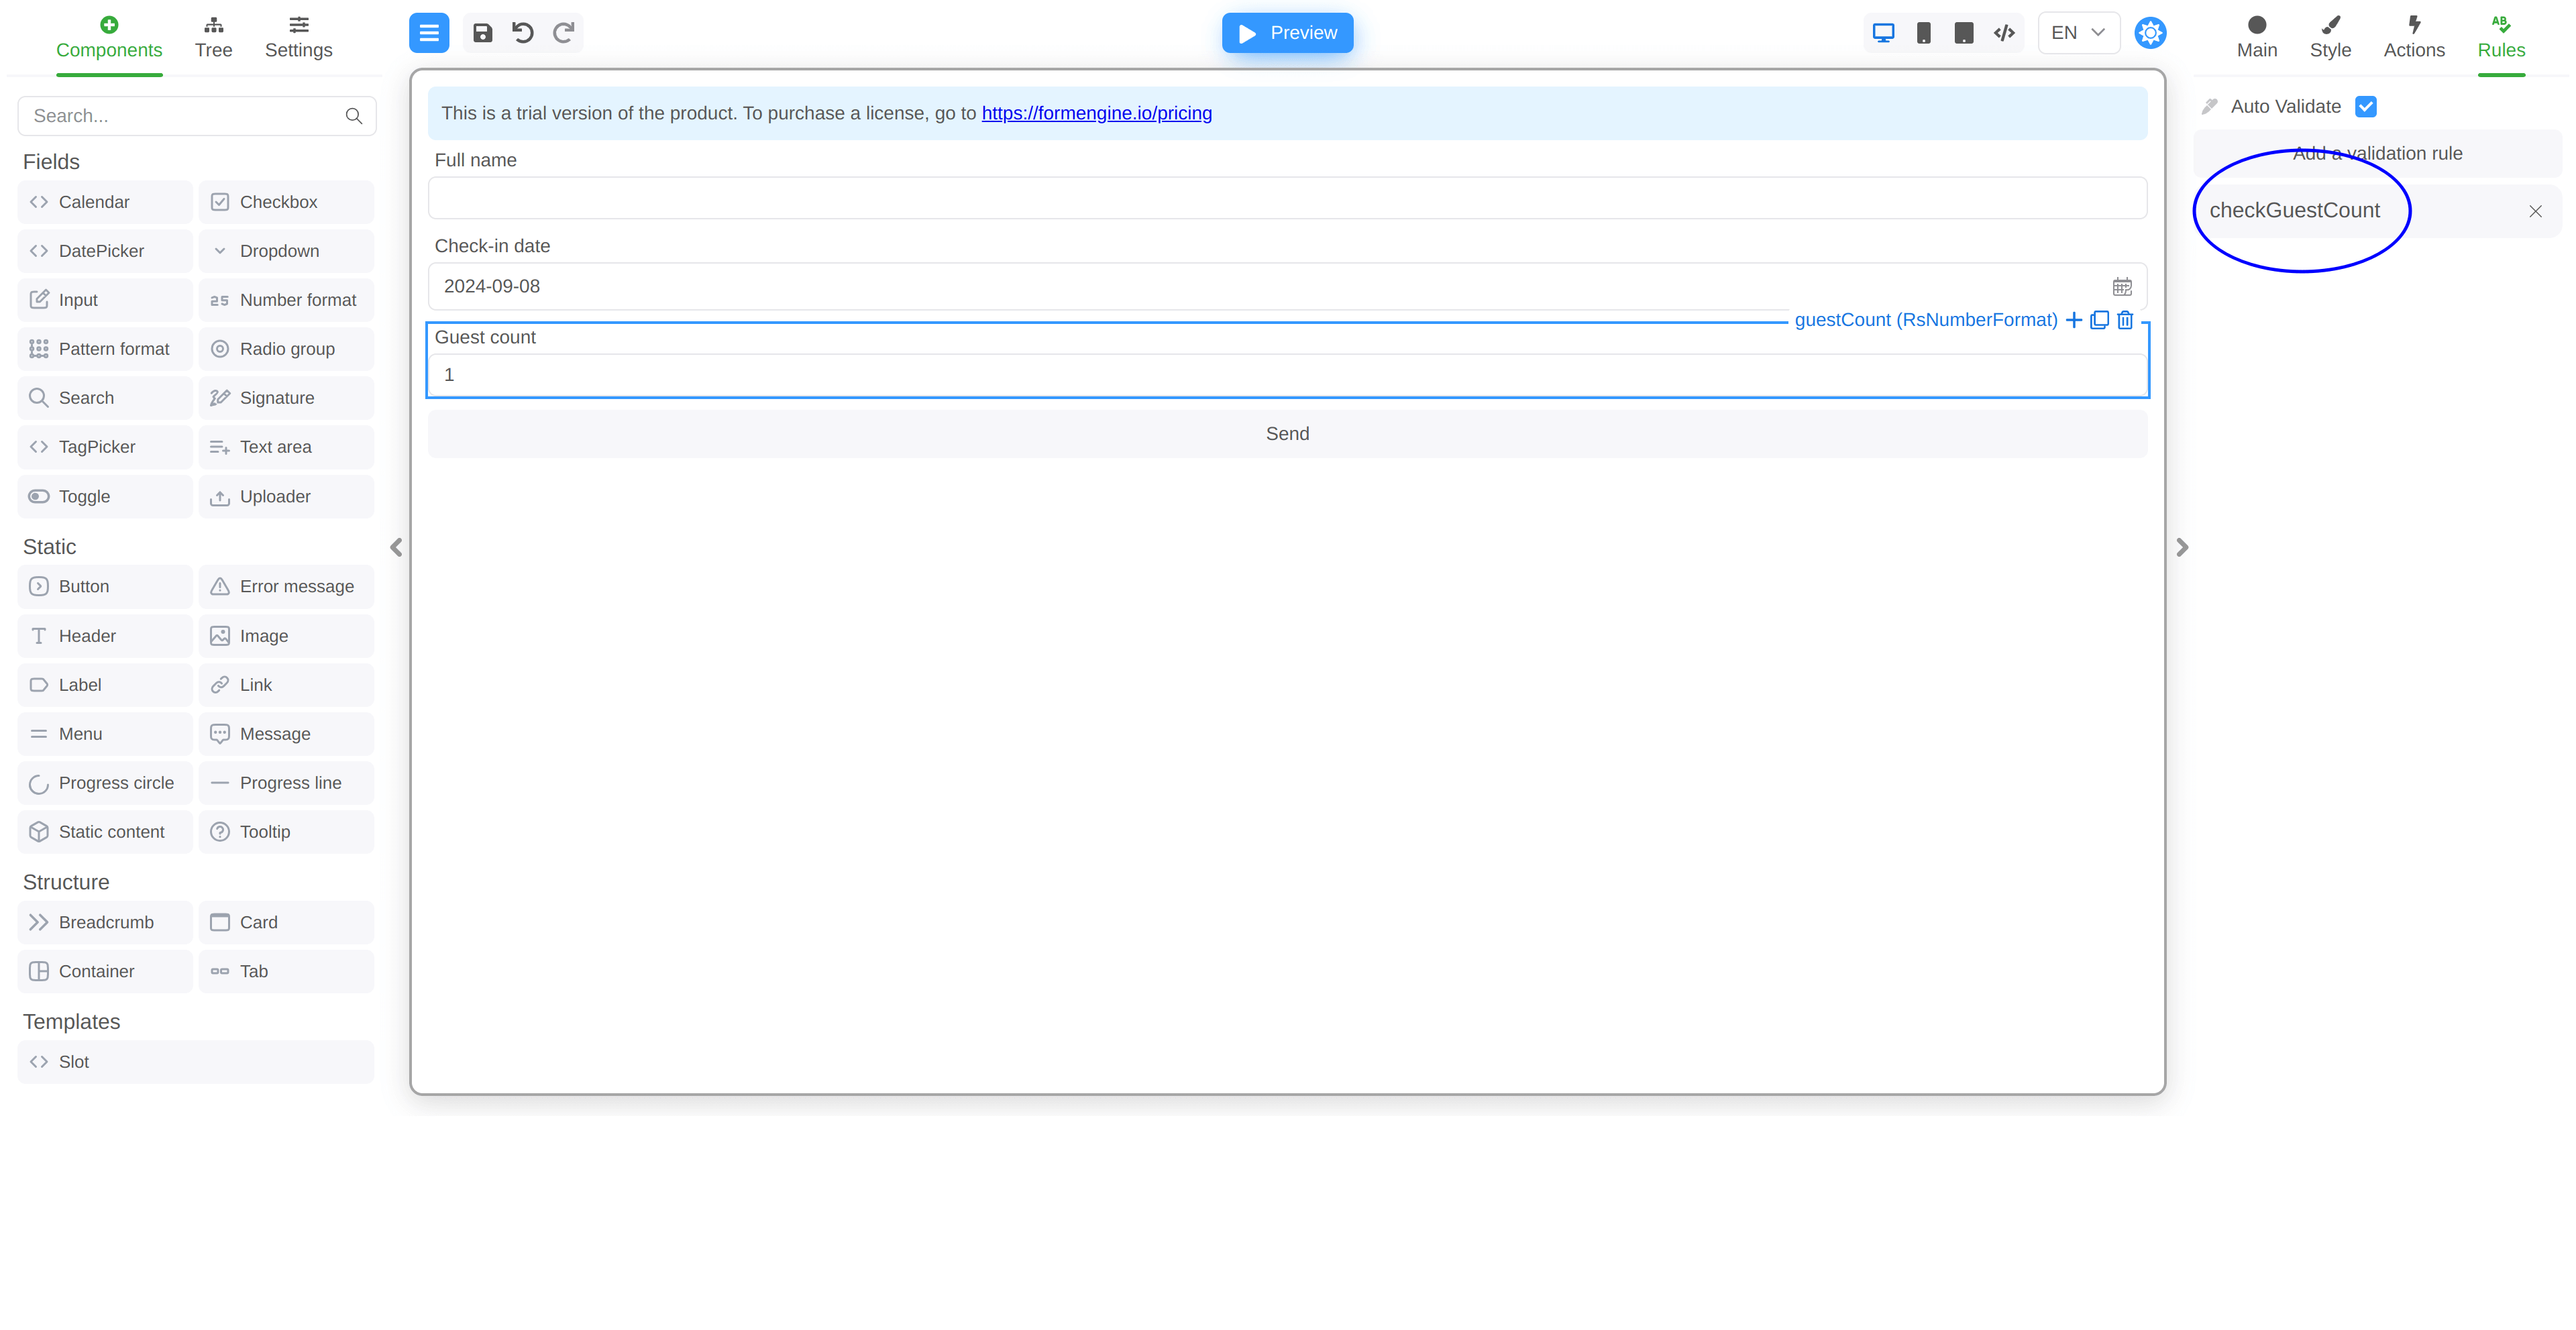 Components Tree Settings
Preview
EN
Main Style Actions Rules
Search...
Fields
Calendar Checkbox
DatePicker Dropdown
Input Number format
Pattern format Radio group
Search Signature
TagPicker Text area
Toggle Uploader
Static
Button Error message
Header Image
Label Link
Menu Message
Progress circle Progress line
Static content Tooltip
Structure
Breadcrumb Card
Container Tab
Templates
Slot
This is a trial version of the product. To purchase a license, go to https://formengine.io/pricing
Full name
Check-in date
2024-09-08
guestCount (RsNumberFormat)
Guest count
1
Send
Auto Validate
Add a validation rule
checkGuestCount